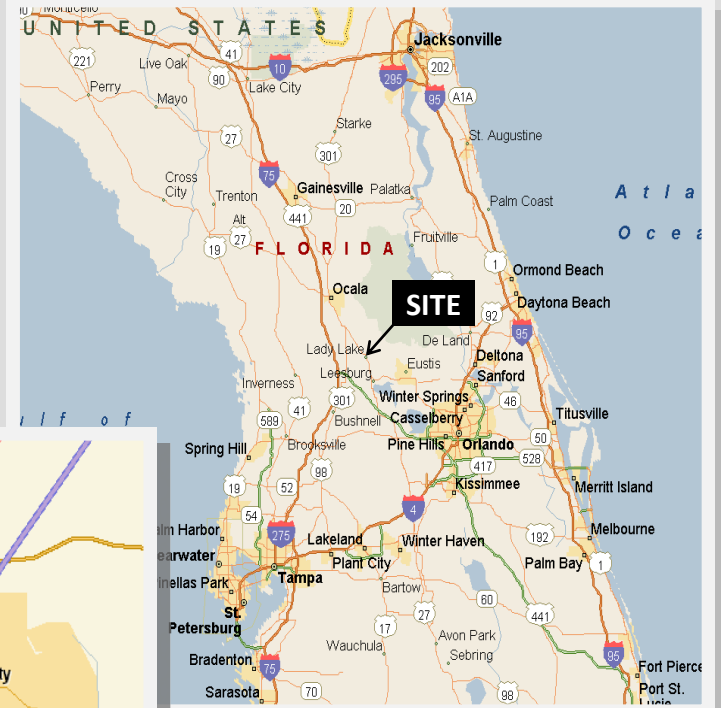 Monticello
UNITED STATES
Jacksonville
41
221
Live Oak
10
202
90
295
Lake City
Perry
95
A1A
Mayo
Starke
27
St. Augustine
301
75
Cross
City
Gainesville
Palatka
Trenton
20
Palm Coast
Atla
441
Alt
27
19
Fruitville
Ocea
FLORIDA
1
Ormond Beach
Ocala
SITE
Daytona Beach
92
95
De Land
Lady Lake
Deltona
Eustis
Leesburg
Sanford
Inverness
Winter Springs
46
301
41
Casselberry
Titusville
589
Bushnell
lf of
Pine Hills
Orlando
50
Brooksville
Spring Hill
528
417
98
Kissimmee
19
52
Merritt Island
4
54
lm Harbor
275
Melbourne
Lakeland
Winter Haven
192
earwater
Plant City
Palm Bay
1
Tampa
nellas Park
Bartow
60
St.
Petersburg
27
441
17
Avon Park
Wauchula
95
Sebring
Bradenton
75
Fort Pierce
Sarasota
70
98
Port St.
Lucie
ty